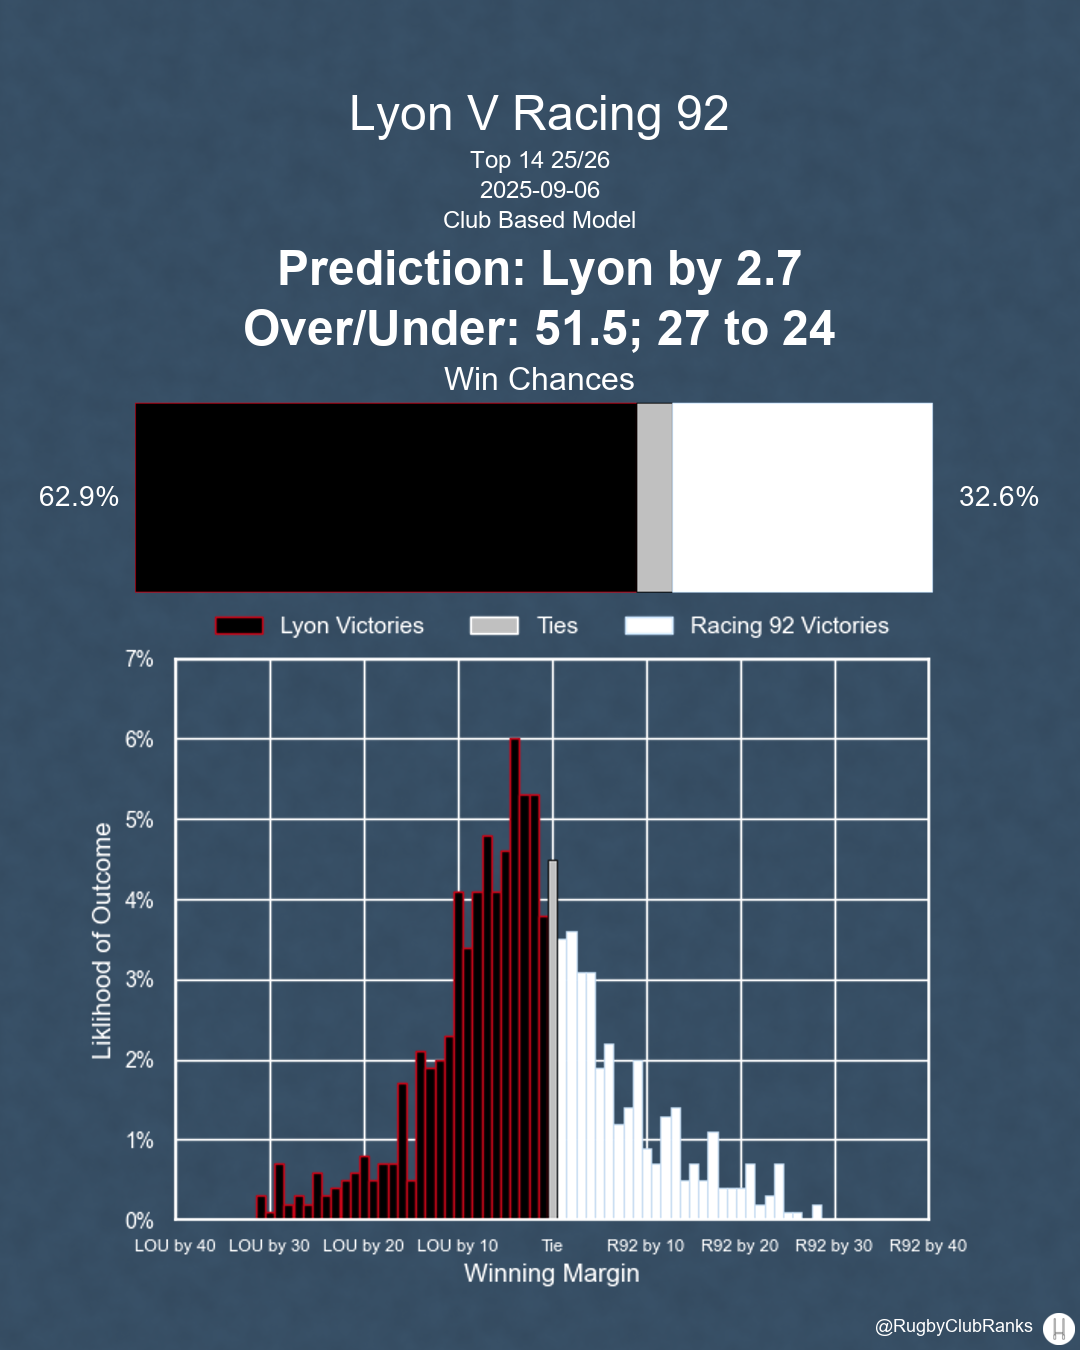 Lyon V Racing 92
Top 14 25/26
2025-09-06
Club Based Model
Prediction: Lyon by 2.7
Over/Under: 51.5; 27 to 24
Win Chances
62.9%
32.6%
Lyon Victories
Ties
Racing 92 Victories
7%
6%
5%
4%
3%
2%
1%
0%
Liklihood of Outcome
LOU by 40
LOU by 30
LOU by 20
LOU by 10
Tie
R92 by 10
R92 by 20
R92 by 30
R92 by 40
Winning Margin
@RugbyClubRanks